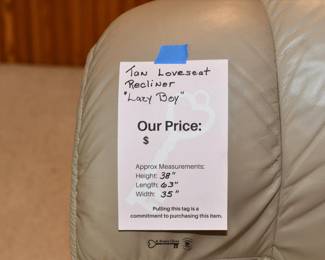 Tan Loveseat
Recliner
"Lazy Boy"
Our Price:
$
Approx Measurements:
Height: 38"
Length: 63"
Width: 35"
Pulling this tag is a
commitment to purchasing this item.